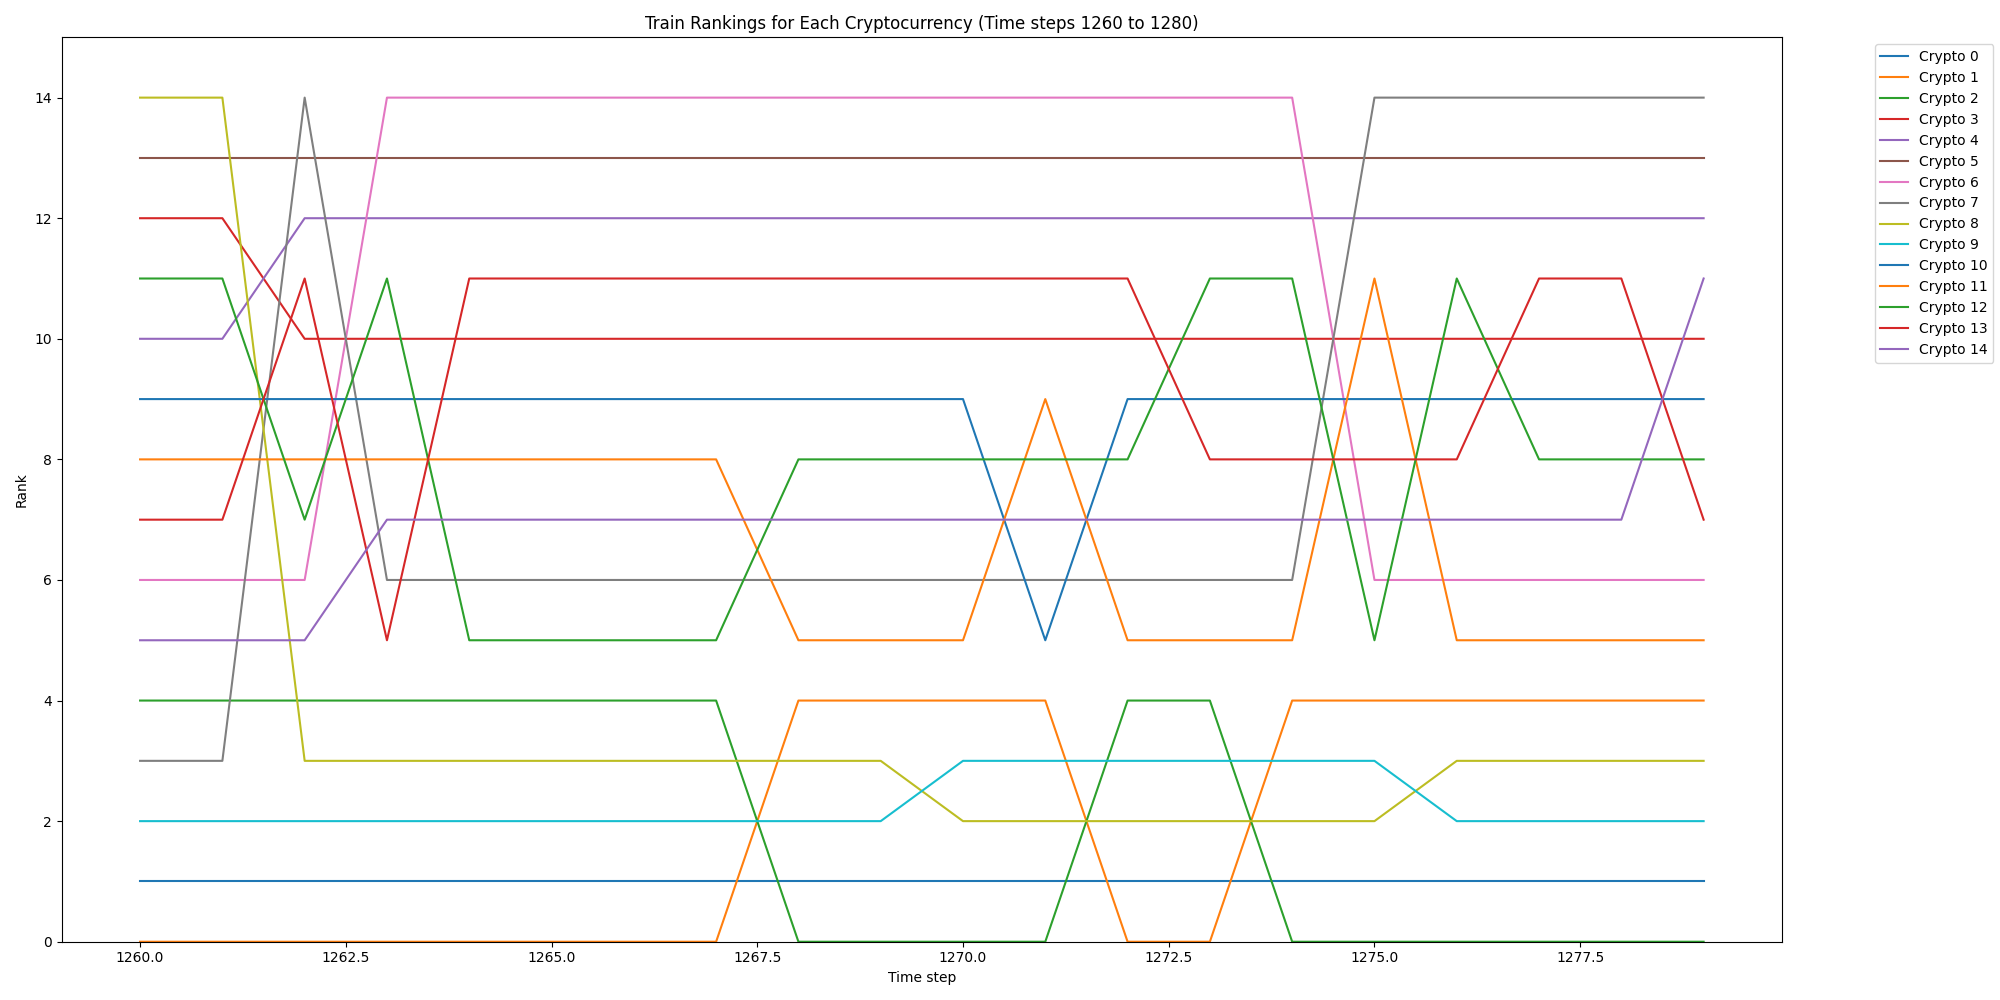 Train Rankings for Each Cryptocurrency (Time steps 1260 to 1280)
Crypto 0
Crypto 1
Crypto 2
Crypto 3
Crypto 4
Crypto 5
Crypto 6
Crypto 7
Crypto 8
Crypto 9
Crypto 10
Crypto 11
Crypto 12
Crypto 13
Crypto 14
Rank
14
12
10
8
6
4
2
0
1260.0 1262.5 1265.0 1267.5 1270.0 1272.5 1275.0 1277.5
Time step